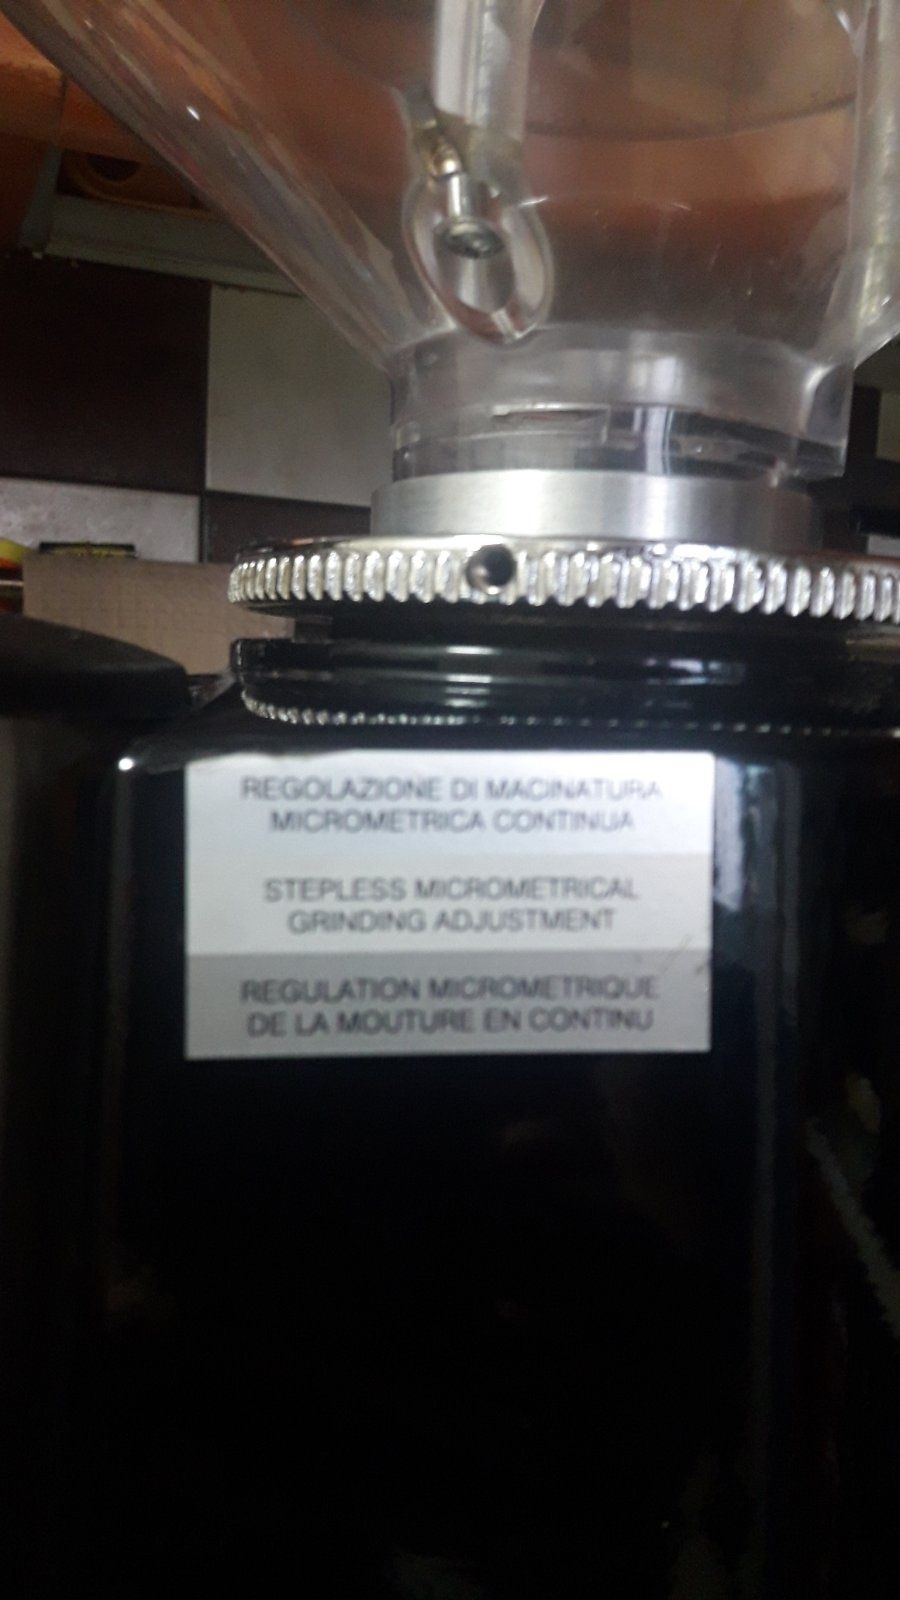 REGOLAZIONE DI MACINATURA
MICROMETRICA CONTINUA
STEPLESS MICROMETRICAL
GRINDING ADJUSTMENT
REGULATION MICROMETRIQUE
DE LA MOUTURE EN CONTINU